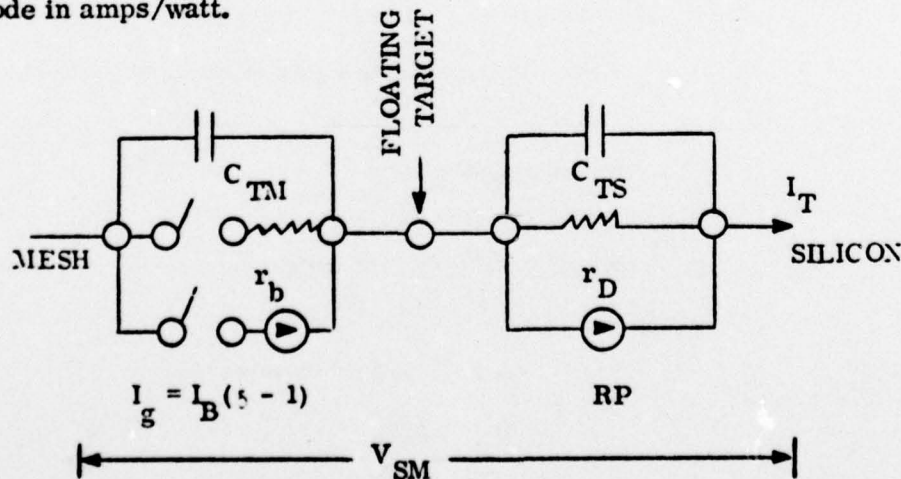 ode in amps/watt.
FLOATING
TARGET
C TM
C TS
I T
MESH
SILICON
r b
r D
I g = I B (δ - 1)
RP
V SM